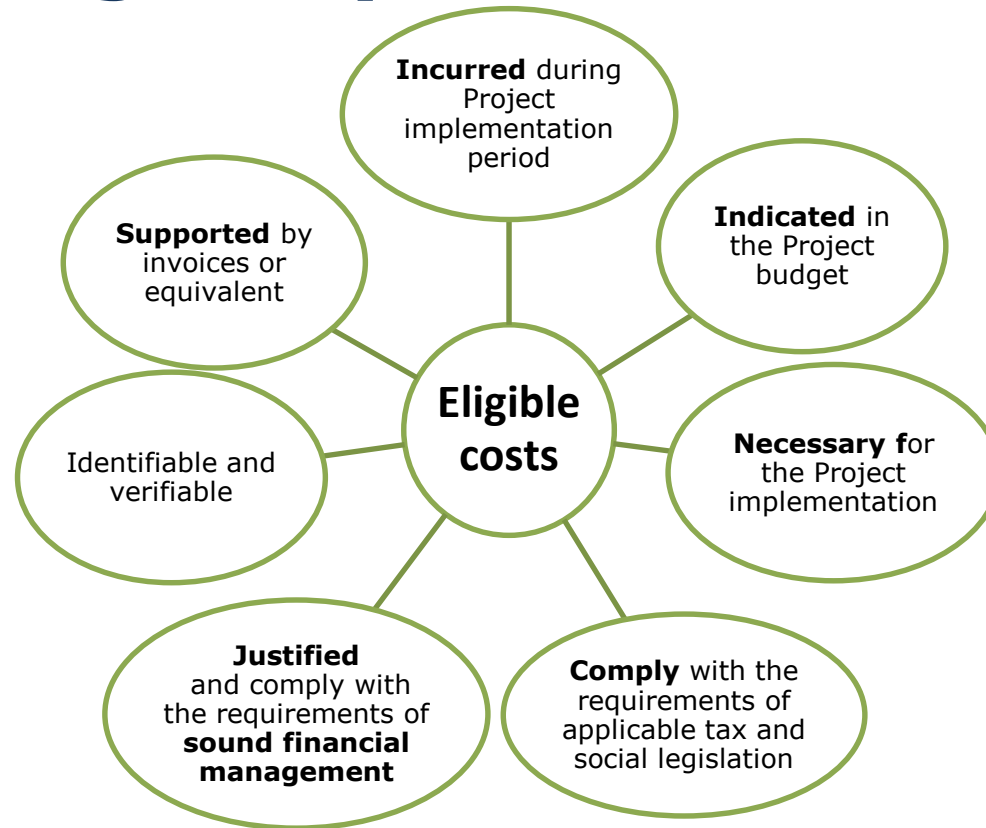 Incurred during
Project
implementation
period
Indicated in
the Project
budget
Necessary for
the Project
implementation
Comply with the
requirements of
applicable tax and
social legislation
Justified
and comply with
the requirements of
sound financial
management
Identifiable and
verifiable
Supported by
invoices or
equivalent
Eligible
costs